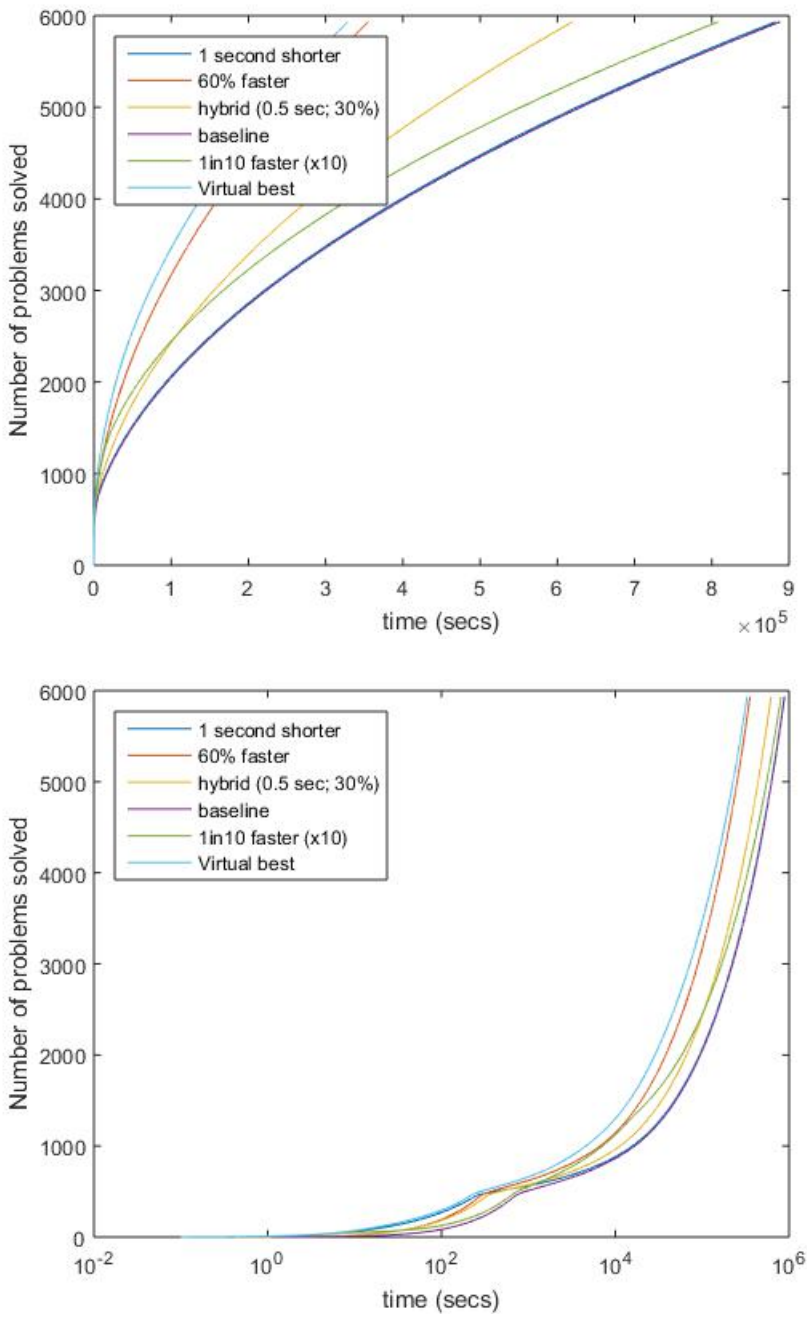 6000
5000
4000
3000
2000
1000
0
Number of problems solved
1 second shorter
60% faster
hybrid (0.5 sec; 30%)
baseline
1in10 faster (x10)
Virtual best
0 1 2 3 4 5 6 7 8 9
time (secs)
×10^5
6000
5000
4000
3000
2000
1000
0
Number of problems solved
1 second shorter
60% faster
hybrid (0.5 sec; 30%)
baseline
1in10 faster (x10)
Virtual best
10^-2 10^0 10^2 10^4 10^6
time (secs)